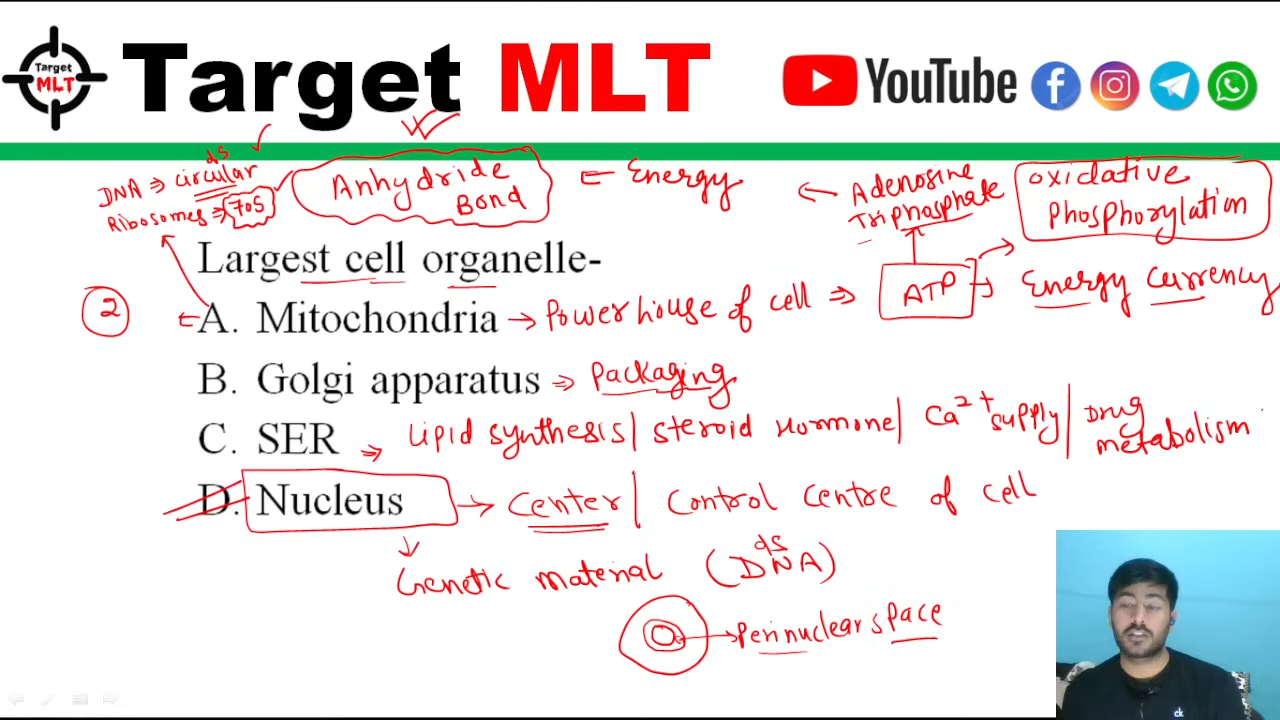 Target MLT
Target MLT
YouTube
DNA ⇒ circular ds
Ribosomes ⇒ 70S
Anhydride Bond
Energy
Adenosine Triphosphate
oxidative Phosphorylation
Largest cell organelle-
2
A. Mitochondria → Powerhouse of cell ⇒ ATP → Energy currency
B. Golgi apparatus ⇒ Packaging
C. SER ⇒ Lipid synthesis / steroid Hormone / Ca2+ supply / Drug metabolism
D. Nucleus → Center / Control Centre of Cell
Genetic material (ds DNA)
Perinuclear space